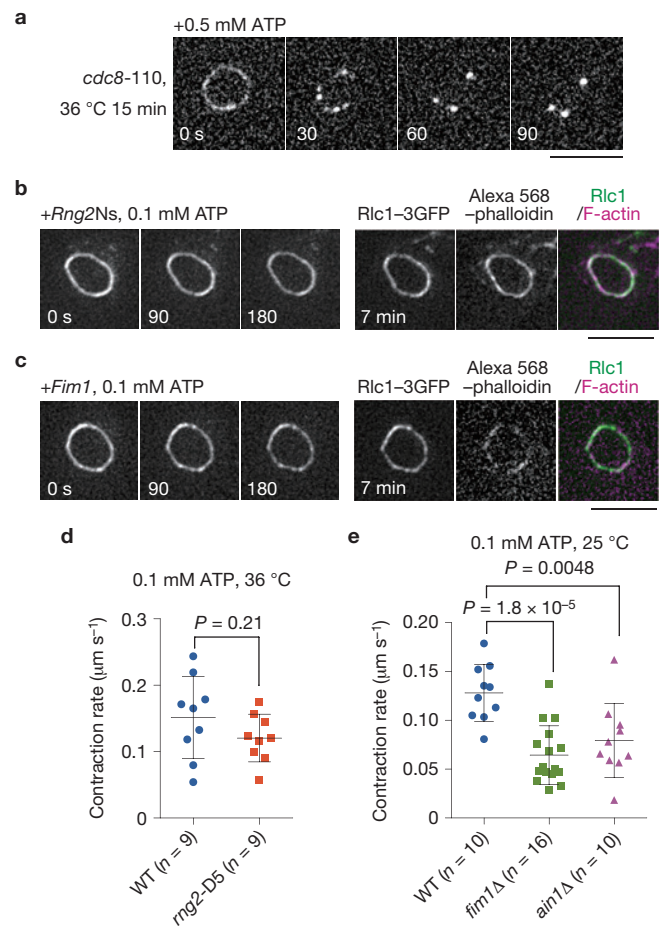 a
+0.5 mM ATP
cdc8-110,
36 °C 15 min
0 s
30
60
90
b
+Rng2Ns, 0.1 mM ATP
Rlc1–3GFP
Alexa 568
–phalloidin
Rlc1
/F-actin
0 s
90
180
7 min
c
+Fim1, 0.1 mM ATP
Rlc1–3GFP
Alexa 568
–phalloidin
Rlc1
/F-actin
0 s
90
180
7 min
d
0.1 mM ATP, 36 °C
P = 0.21
Contraction rate (µm s⁻¹)
0.3
0.2
0.1
0
WT (n = 9)
rng2-D5 (n = 9)
e
0.1 mM ATP, 25 °C
P = 0.0048
P = 1.8 × 10⁻⁵
Contraction rate (µm s⁻¹)
0.20
0.15
0.10
0.05
0
WT (n = 10)
fim1Δ (n = 16)
ain1Δ (n = 10)